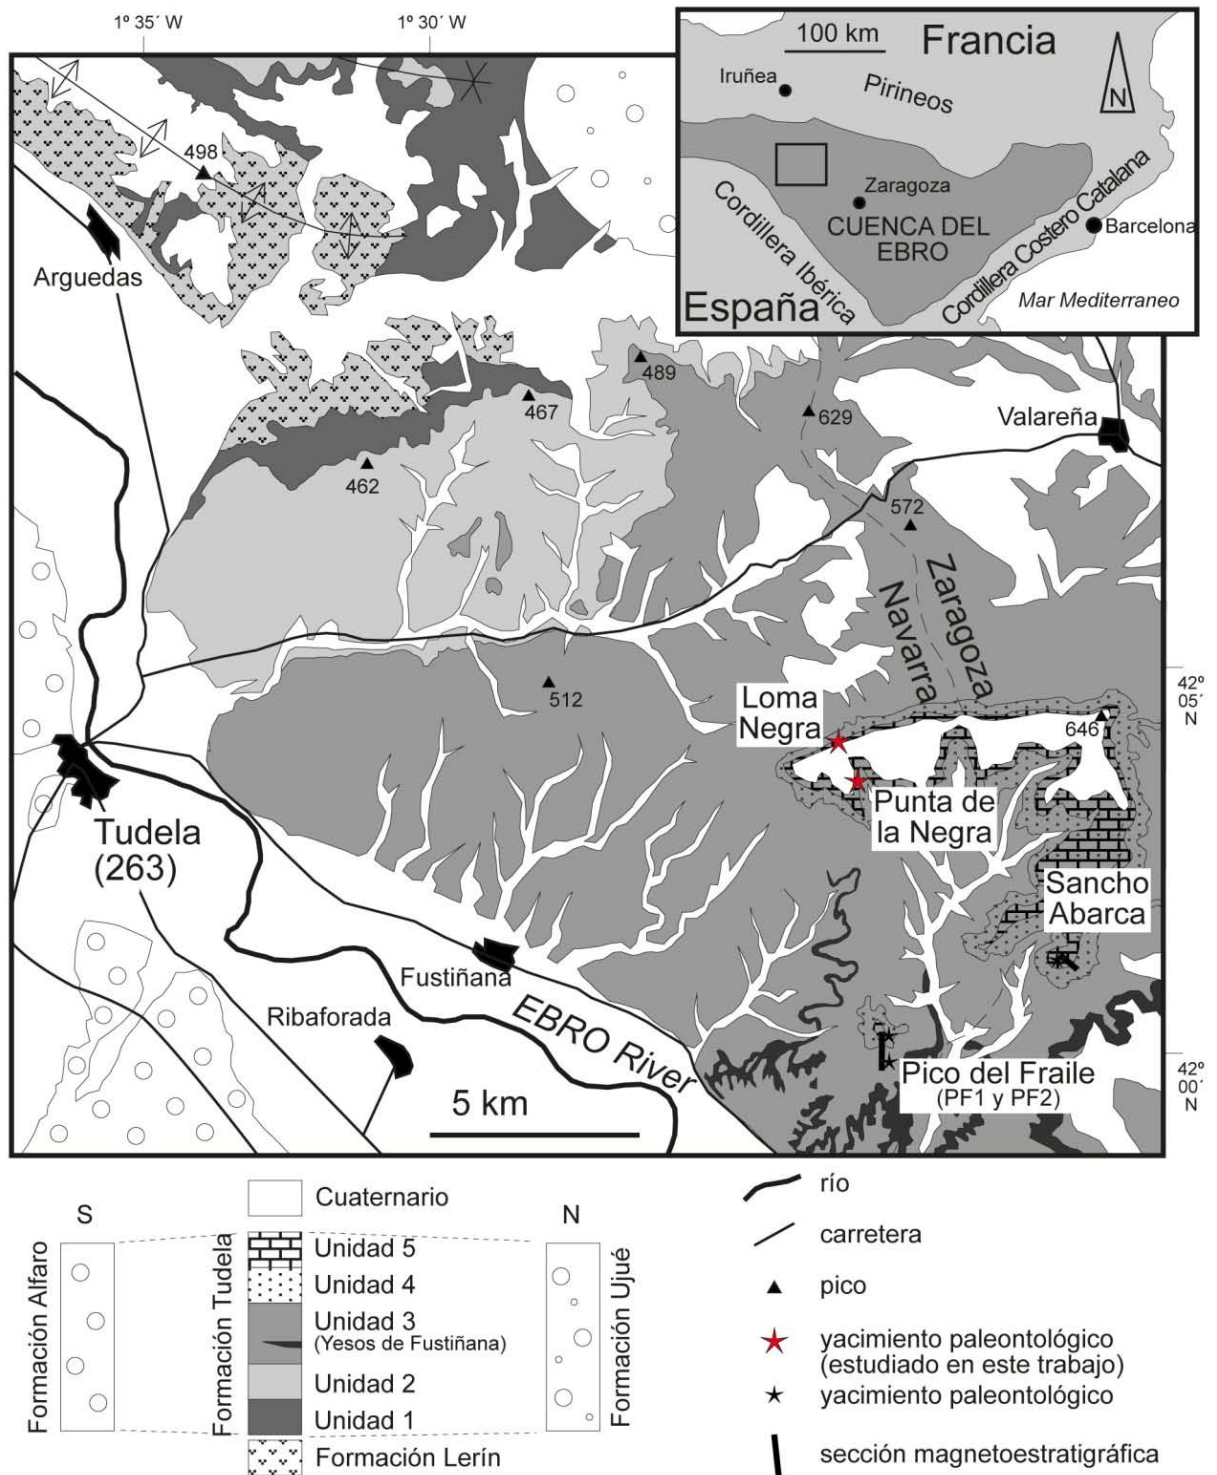 1º 35´ W
1º 30´ W
100 km
Francia
Iruñea
Pirineos
N
Zaragoza
CUENCA DEL
EBRO
Cordillera Ibérica
Cordillera Costero Catalana
Barcelona
España
Mar Mediterraneo
498
Arguedas
489
467
629
Valareña
462
572
Zaragoza
Navarra
512
Loma
Negra
646
42º
05´
N
Punta de
la Negra
Tudela
(263)
Sancho
Abarca
Fustiñana
EBRO River
Ribaforada
Pico del Fraile
(PF1 y PF2)
42º
00´
N
5 km
S
N
Formación Alfaro
Formación Tudela
Formación Ujué
Cuaternario
Unidad 5
Unidad 4
Unidad 3
(Yesos de Fustiñana)
Unidad 2
Unidad 1
Formación Lerín
río
carretera
pico
yacimiento paleontológico
(estudiado en este trabajo)
yacimiento paleontológico
sección magnetoestratigráfica